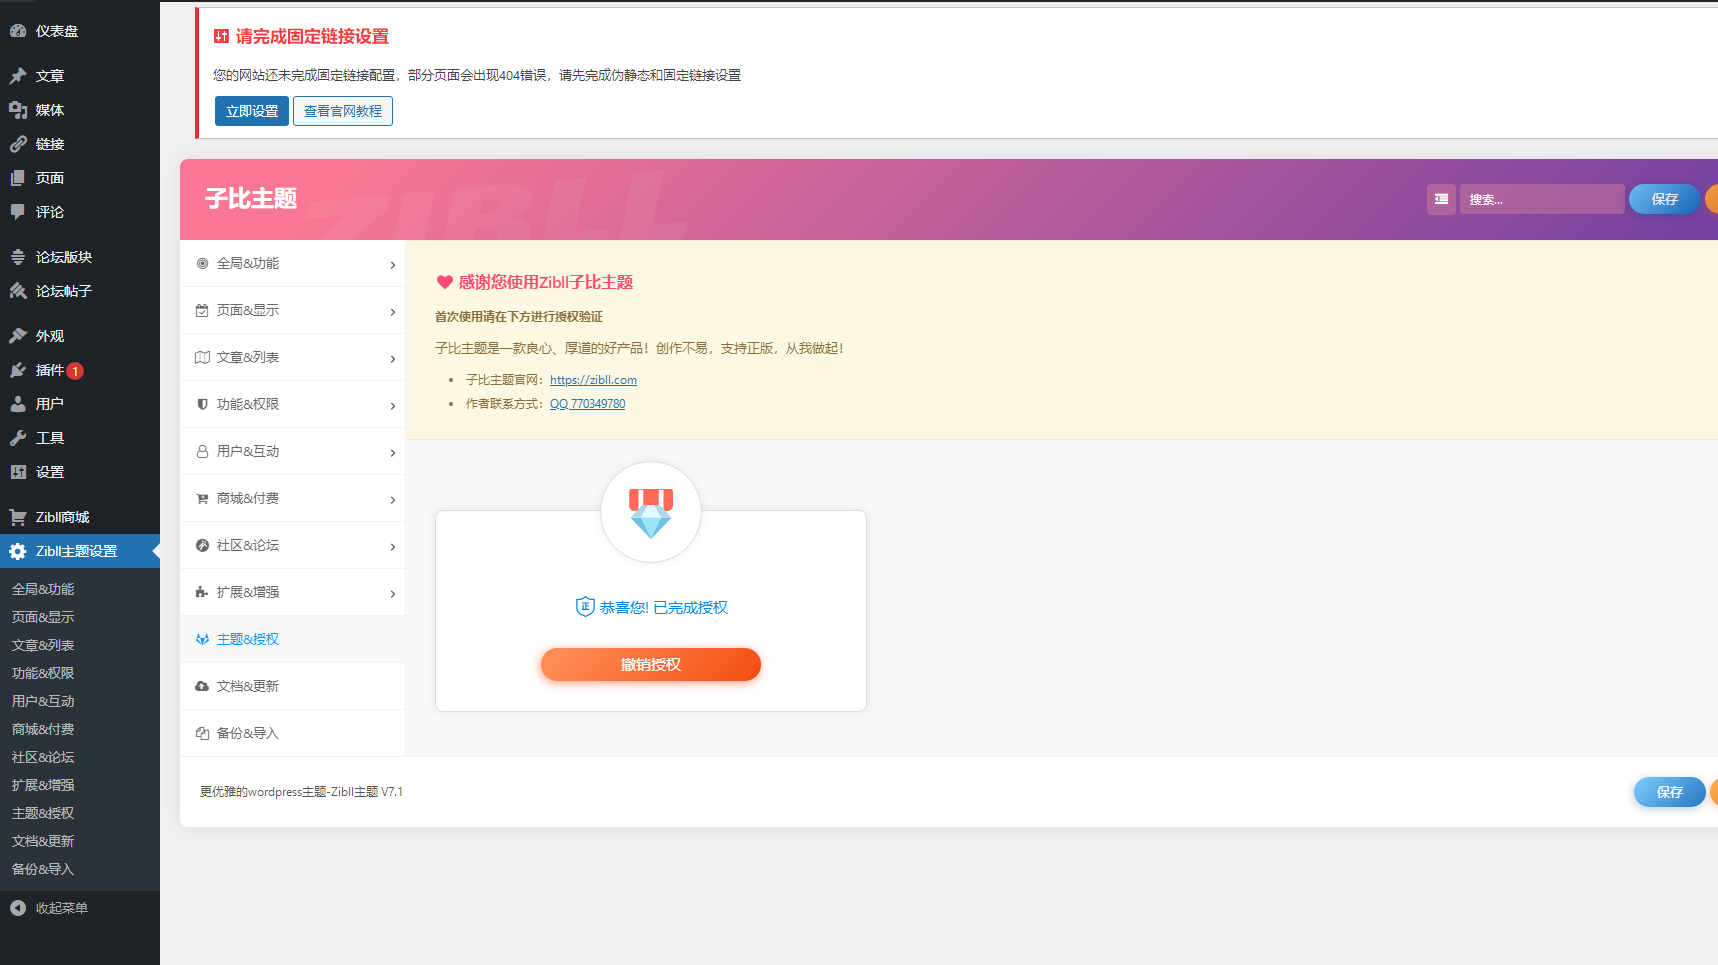 仪表盘
文章
媒体
链接
页面
评论
论坛版块
论坛帖子
外观
插件 1
用户
工具
设置
Zibll商城
Zibll主题设置
全局&功能
页面&显示
文章&列表
功能&权限
用户&互动
商城&付费
社区&论坛
扩展&增强
主题&授权
文档&更新
备份&导入
收起菜单
请完成固定链接设置
您的网站还未完成固定链接配置，部分页面会出现404错误，请先完成伪静态和固定链接设置
立即设置 查看官网教程
子比主题
ZIBLL
搜索... 保存
全局&功能
页面&显示
文章&列表
功能&权限
用户&互动
商城&付费
社区&论坛
扩展&增强
主题&授权
文档&更新
备份&导入
感谢您使用Zibll子比主题
首次使用请在下方进行授权验证
子比主题是一款良心、厚道的好产品！创作不易，支持正版，从我做起！
• 子比主题官网：https://zibll.com
• 作者联系方式：QQ 770349780
正 恭喜您! 已完成授权
撤销授权
更优雅的wordpress主题-Zibll主题 V7.1
保存